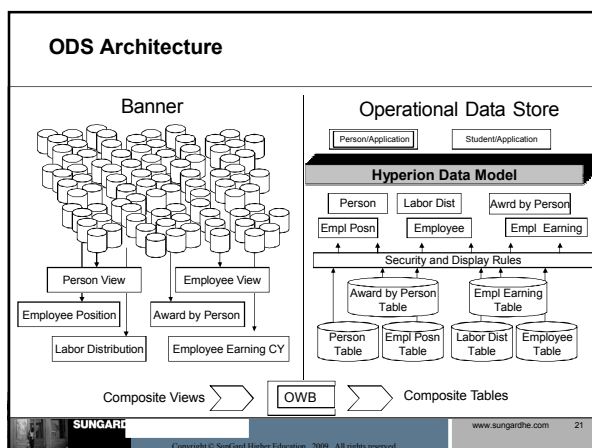 ODS Architecture
Banner
Person View
Employee View
Employee Position
Award by Person
Labor Distribution
Employee Earning CY
Operational Data Store
Person/Application
Student/Application
Hyperion Data Model
Person
Labor Dist
Awrd by Person
Empl Posn
Employee
Empl Earning
Security and Display Rules
Award by Person
Table
Empl Earning
Table
Person
Table
Empl Posn
Table
Labor Dist
Table
Employee
Table
Composite Views
OWB
Composite Tables
www.sungardhe.com
21
Copyright © SunGard Higher Education 2009 All rights reserved